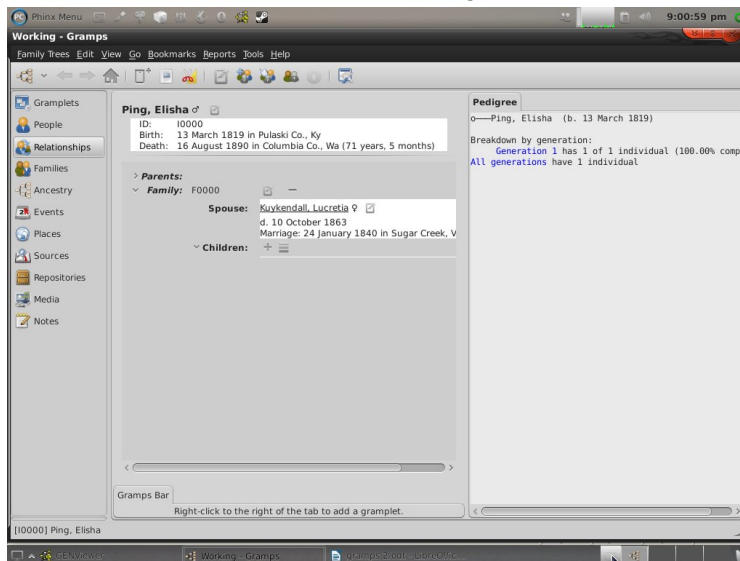 Phinx Menu
9:00:59 pm
Working - Gramps
Family Trees Edit View Go Bookmarks Reports Tools Help
Gramplets
People
Relationships
Families
Ancestry
Events
Places
Sources
Repositories
Media
Notes
Ping, Elisha ♂
ID: I0000
Birth: 13 March 1819 in Pulaski Co., Ky
Death: 16 August 1890 in Columbia Co., Wa (71 years, 5 months)
> Parents:
Family: F0000
Spouse: Kuykendall, Lucretia ♀
d. 10 October 1863
Marriage: 24 January 1840 in Sugar Creek, V
Children:
Gramps Bar
Right-click to the right of the tab to add a gramplet.
Pedigree
o──Ping, Elisha (b. 13 March 1819)
Breakdown by generation:
Generation 1 has 1 of 1 individual (100.00% comp
All generations have 1 individual
[I0000] Ping, Elisha
GENViewer
Working - Gramps